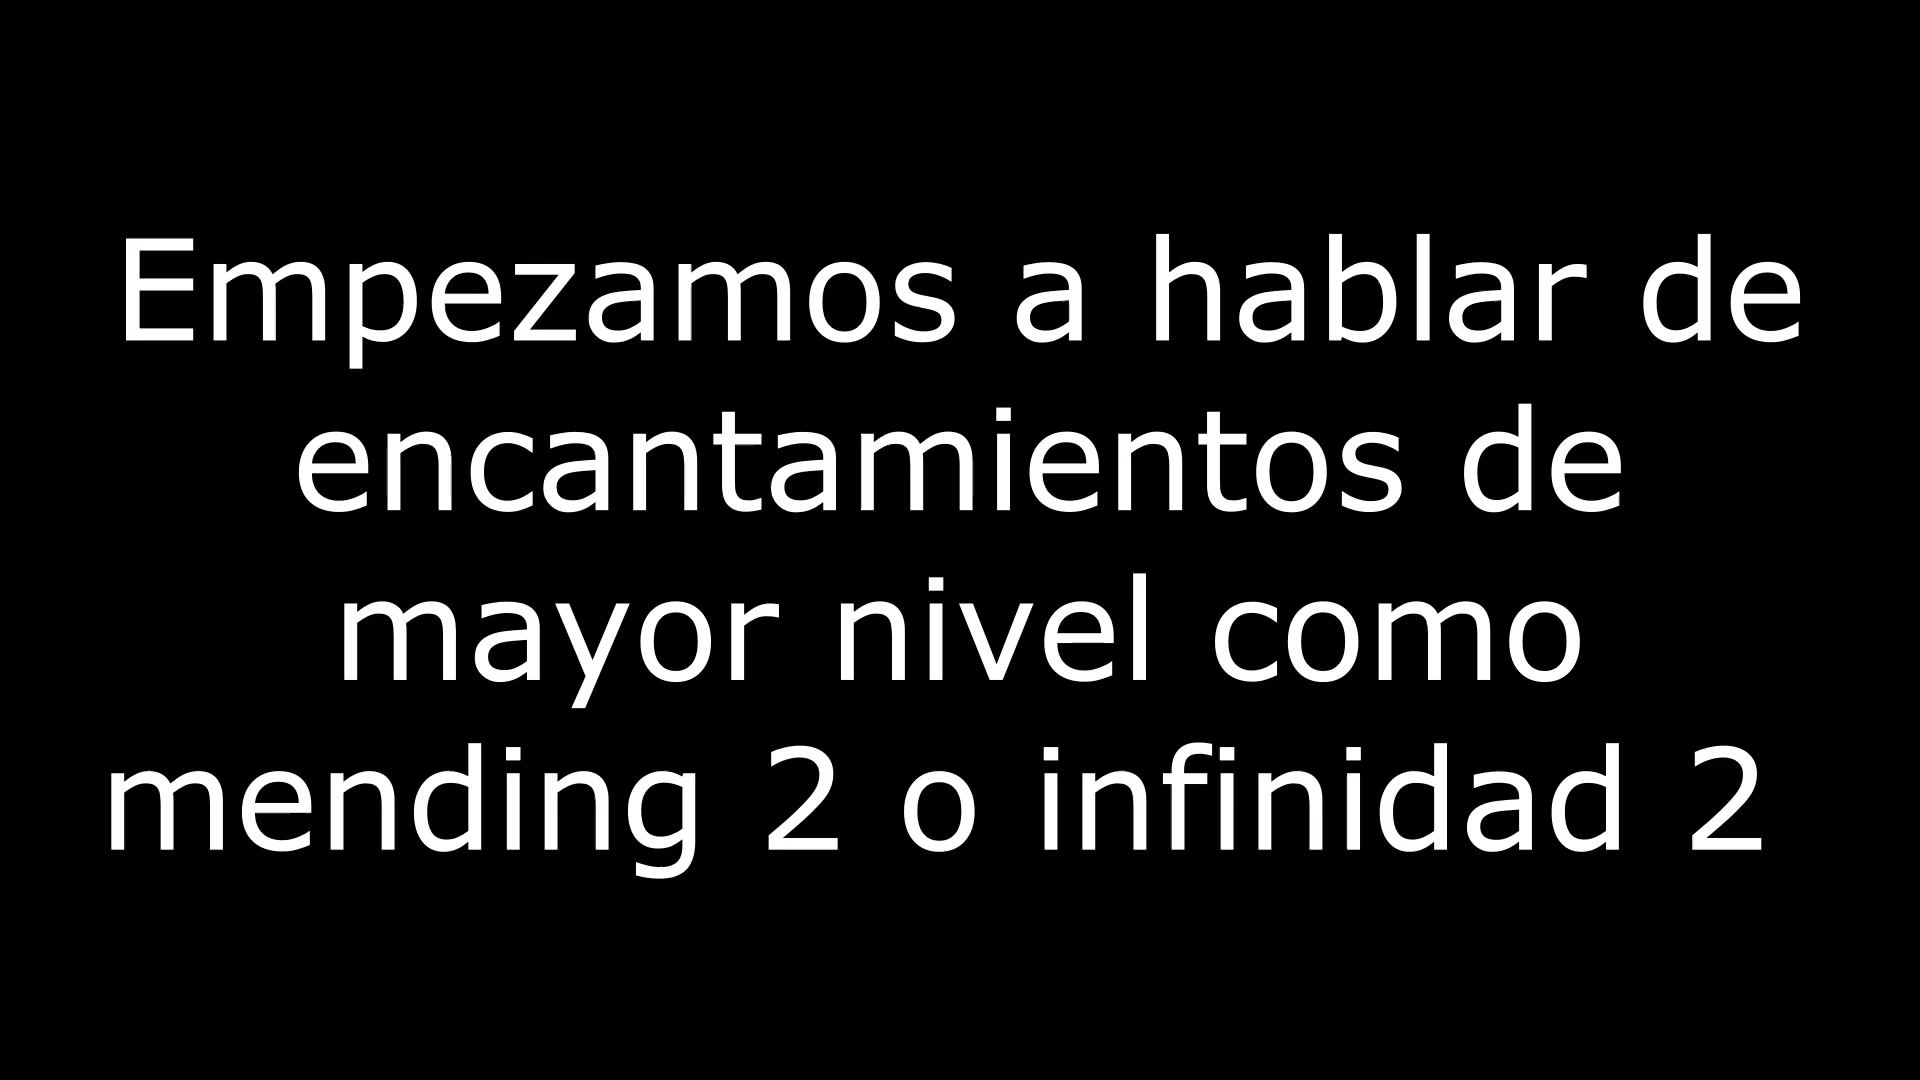 Empezamos a hablar de
encantamientos de
mayor nivel como
mending 2 o infinidad 2